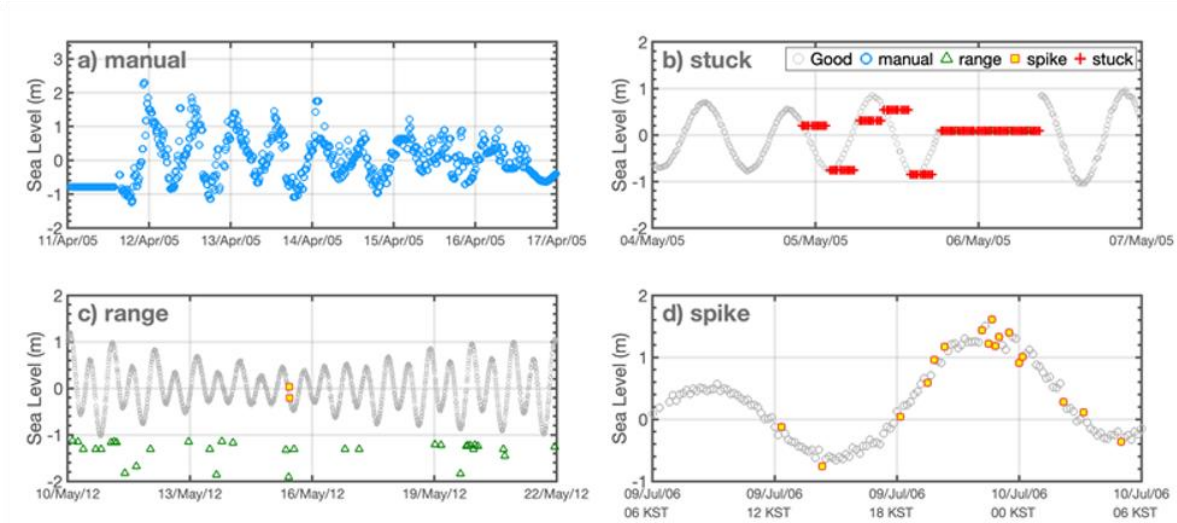 a) manual
Sea Level (m)
3
2
1
0
-1
-2
11/Apr/05 12/Apr/05 13/Apr/05 14/Apr/05 15/Apr/05 16/Apr/05 17/Apr/05
b) stuck
Good manual range spike stuck
Sea Level (m)
2
1
0
-1
-2
04/May/05 05/May/05 06/May/05 07/May/05
c) range
Sea Level (m)
2
1
0
-1
-2
10/May/12 13/May/12 16/May/12 19/May/12 22/May/12
d) spike
Sea Level (m)
2
1
0
-1
09/Jul/06 09/Jul/06 09/Jul/06 10/Jul/06 10/Jul/06
06 KST 12 KST 18 KST 00 KST 06 KST